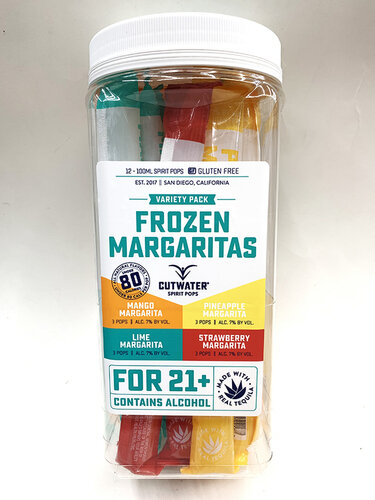 12 - 100ML SPIRIT POPS GLUTEN FREE
EST. 2017 | SAN DIEGO, CALIFORNIA
VARIETY PACK
FROZEN
MARGARITAS
CUTWATER
SPIRIT POPS
NATURAL FLAVORS
80
CALORIES
MANGO
MARGARITA
3 POPS | ALC. 7% BY VOL.
PINEAPPLE
MARGARITA
3 POPS | ALC. 7% BY VOL.
LIME
MARGARITA
3 POPS | ALC. 7% BY VOL.
STRAWBERRY
MARGARITA
3 POPS | ALC. 7% BY VOL.
FOR 21+
CONTAINS ALCOHOL
MADE WITH
REAL TEQUILA